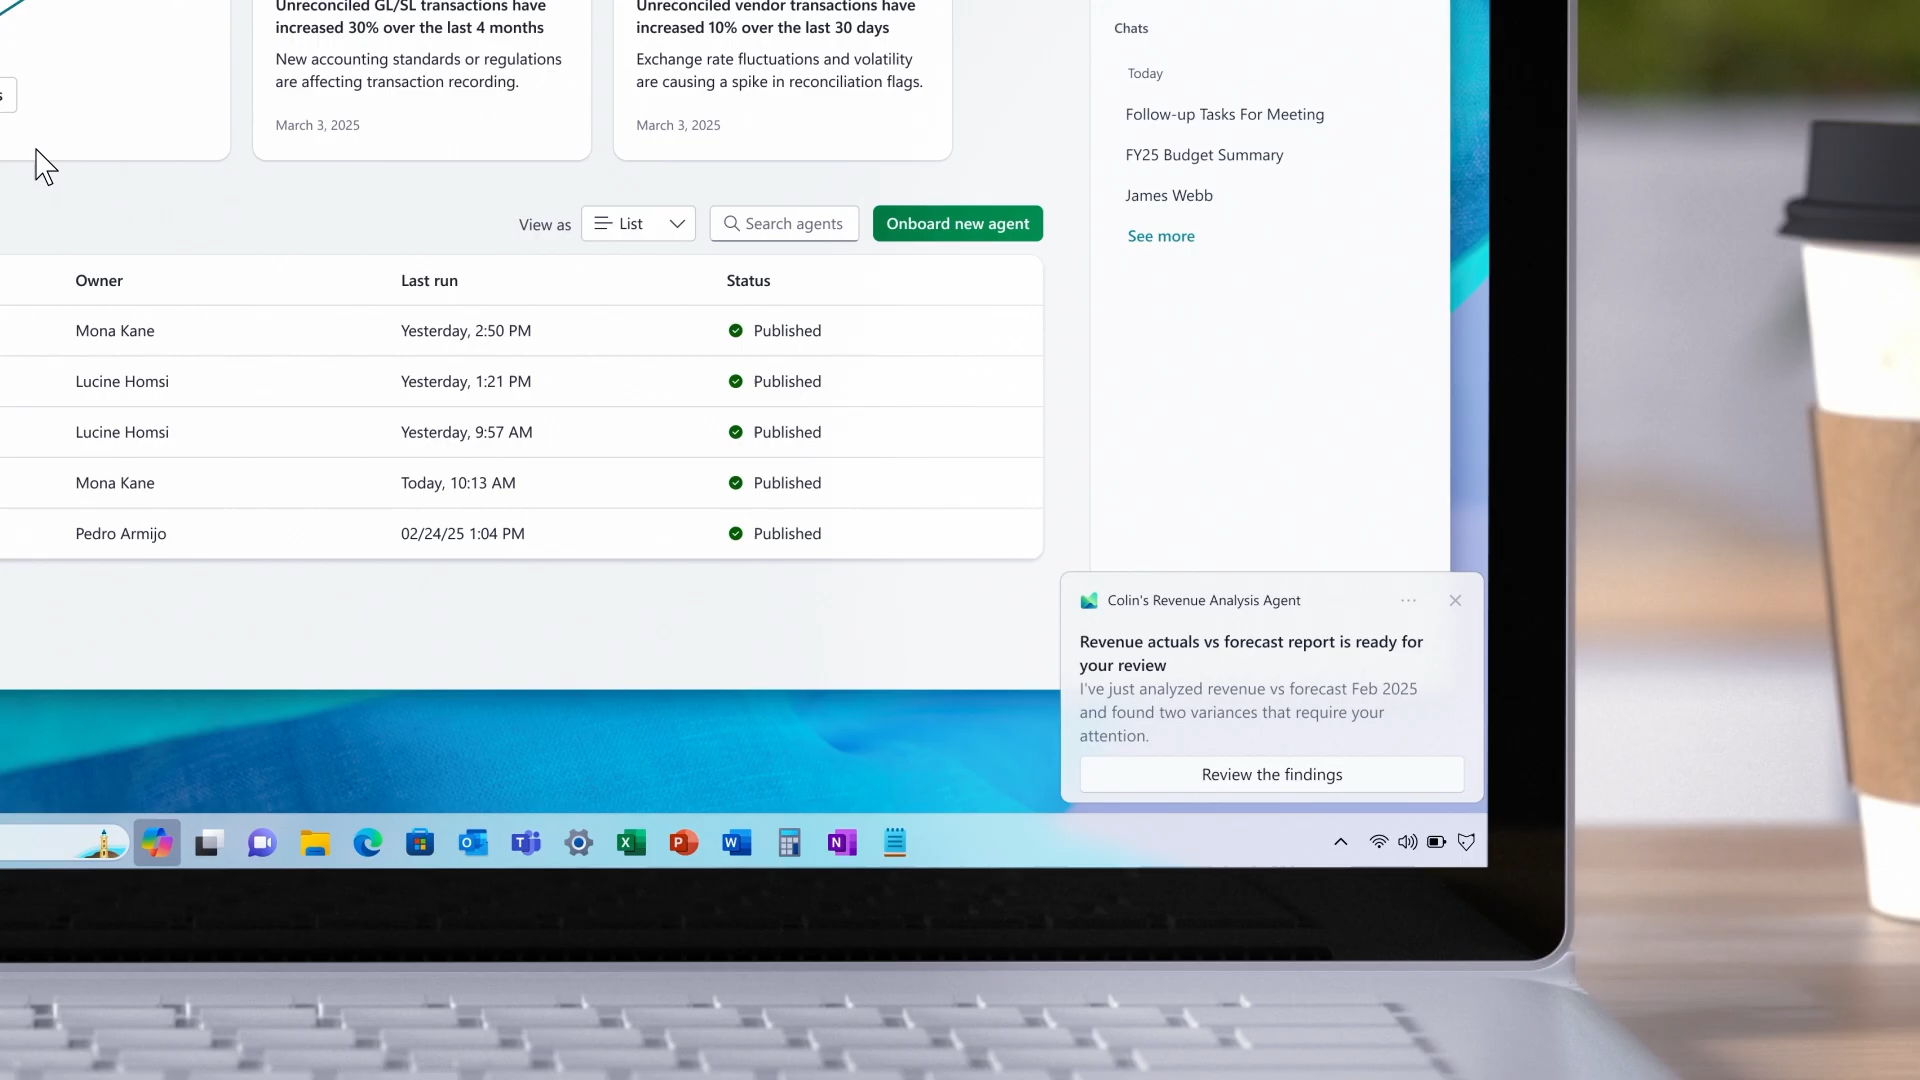 Unreconciled GL/SL transactions have
increased 30% over the last 4 months
New accounting standards or regulations
are affecting transaction recording.
March 3, 2025
Unreconciled vendor transactions have
increased 10% over the last 30 days
Exchange rate fluctuations and volatility
are causing a spike in reconciliation flags.
March 3, 2025
s
View as
List
Search agents
Onboard new agent
Owner Last run Status
Mona Kane Yesterday, 2:50 PM Published
Lucine Homsi Yesterday, 1:21 PM Published
Lucine Homsi Yesterday, 9:57 AM Published
Mona Kane Today, 10:13 AM Published
Pedro Armijo 02/24/25 1:04 PM Published
Chats
Today
Follow-up Tasks For Meeting
FY25 Budget Summary
James Webb
See more
Colin's Revenue Analysis Agent
Revenue actuals vs forecast report is ready for
your review
I've just analyzed revenue vs forecast Feb 2025
and found two variances that require your
attention.
Review the findings